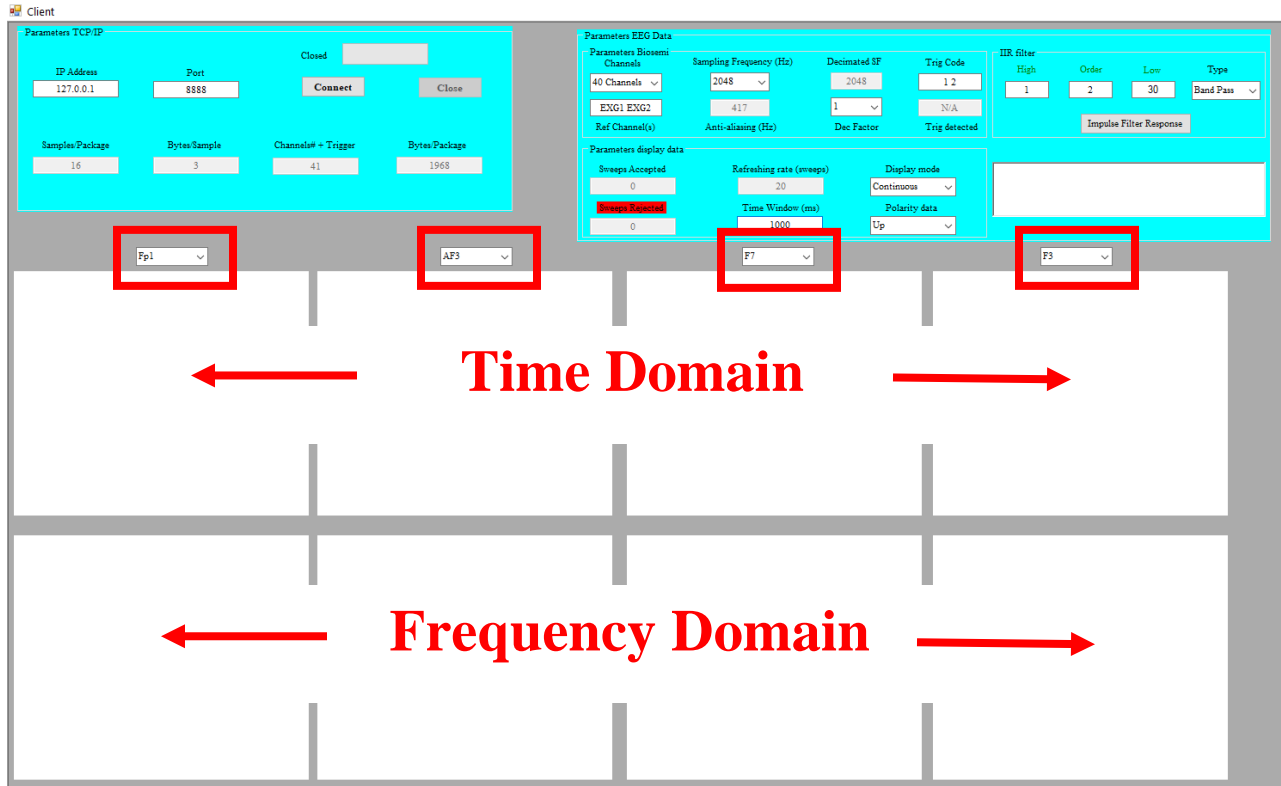 Client
Parameters TCP/IP
Closed
IP Address
Port
127.0.0.1
8888
Connect
Close
Samples/Package
Bytes/Sample
Channels# + Trigger
Bytes/Package
16
3
41
1968
Parameters EEG Data
Parameters Biosemi
Channels
Sampling Frequency (Hz)
Decimated SF
Trig Code
40 Channels
2048
2048
1 2
EXG1 EXG2
417
1
N/A
Ref Channel(s)
Anti-aliasing (Hz)
Dec Factor
Trig detected
IIR filter
High
Order
Low
Type
1
2
30
Band Pass
Impulse Filter Response
Parameters display data
Sweeps Accepted
Refreshing rate (sweeps)
Display mode
0
20
Continuous
Sweeps Rejected
Time Window (ms)
Polarity data
0
1000
Up
Fp1
AF3
F7
F3
Time Domain
Frequency Domain